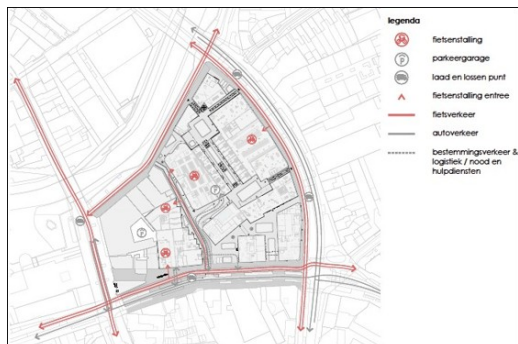 legenda
fietsenstalling
P
parkeergarage
laad en lossen punt
fietsenstalling entree
fietsverkeer
autoverkeer
bestemmingsverkeer &
logistiek / nood en
hulpdiensten
P
P